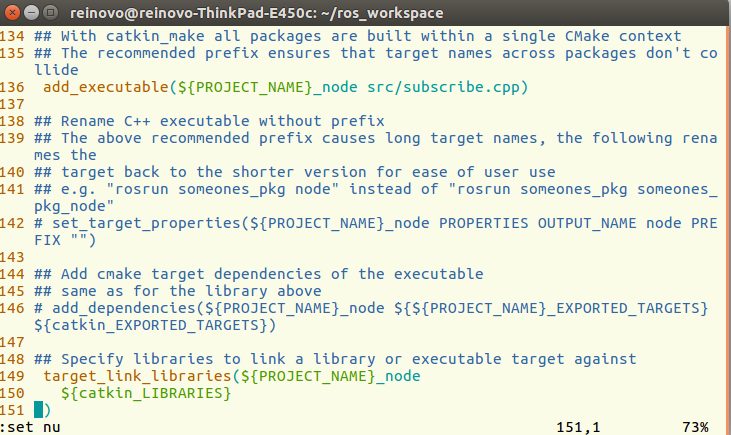 reinovo@reinovo-ThinkPad-E450c: ~/ros_workspace
134 ## With catkin_make all packages are built within a single CMake context
135 ## The recommended prefix ensures that target names across packages don't co
llide
136  add_executable(${PROJECT_NAME}_node src/subscribe.cpp)
137
138 ## Rename C++ executable without prefix
139 ## The above recommended prefix causes long target names, the following rena
mes the
140 ## target back to the shorter version for ease of user use
141 ## e.g. "rosrun someones_pkg node" instead of "rosrun someones_pkg someones_
pkg_node"
142 # set_target_properties(${PROJECT_NAME}_node PROPERTIES OUTPUT_NAME node PRE
FIX "")
143
144 ## Add cmake target dependencies of the executable
145 ## same as for the library above
146 # add_dependencies(${PROJECT_NAME}_node ${${PROJECT_NAME}_EXPORTED_TARGETS}
${catkin_EXPORTED_TARGETS})
147
148 ## Specify libraries to link a library or executable target against
149  target_link_libraries(${PROJECT_NAME}_node
150    ${catkin_LIBRARIES}
151  )
:set nu 151,1 73%